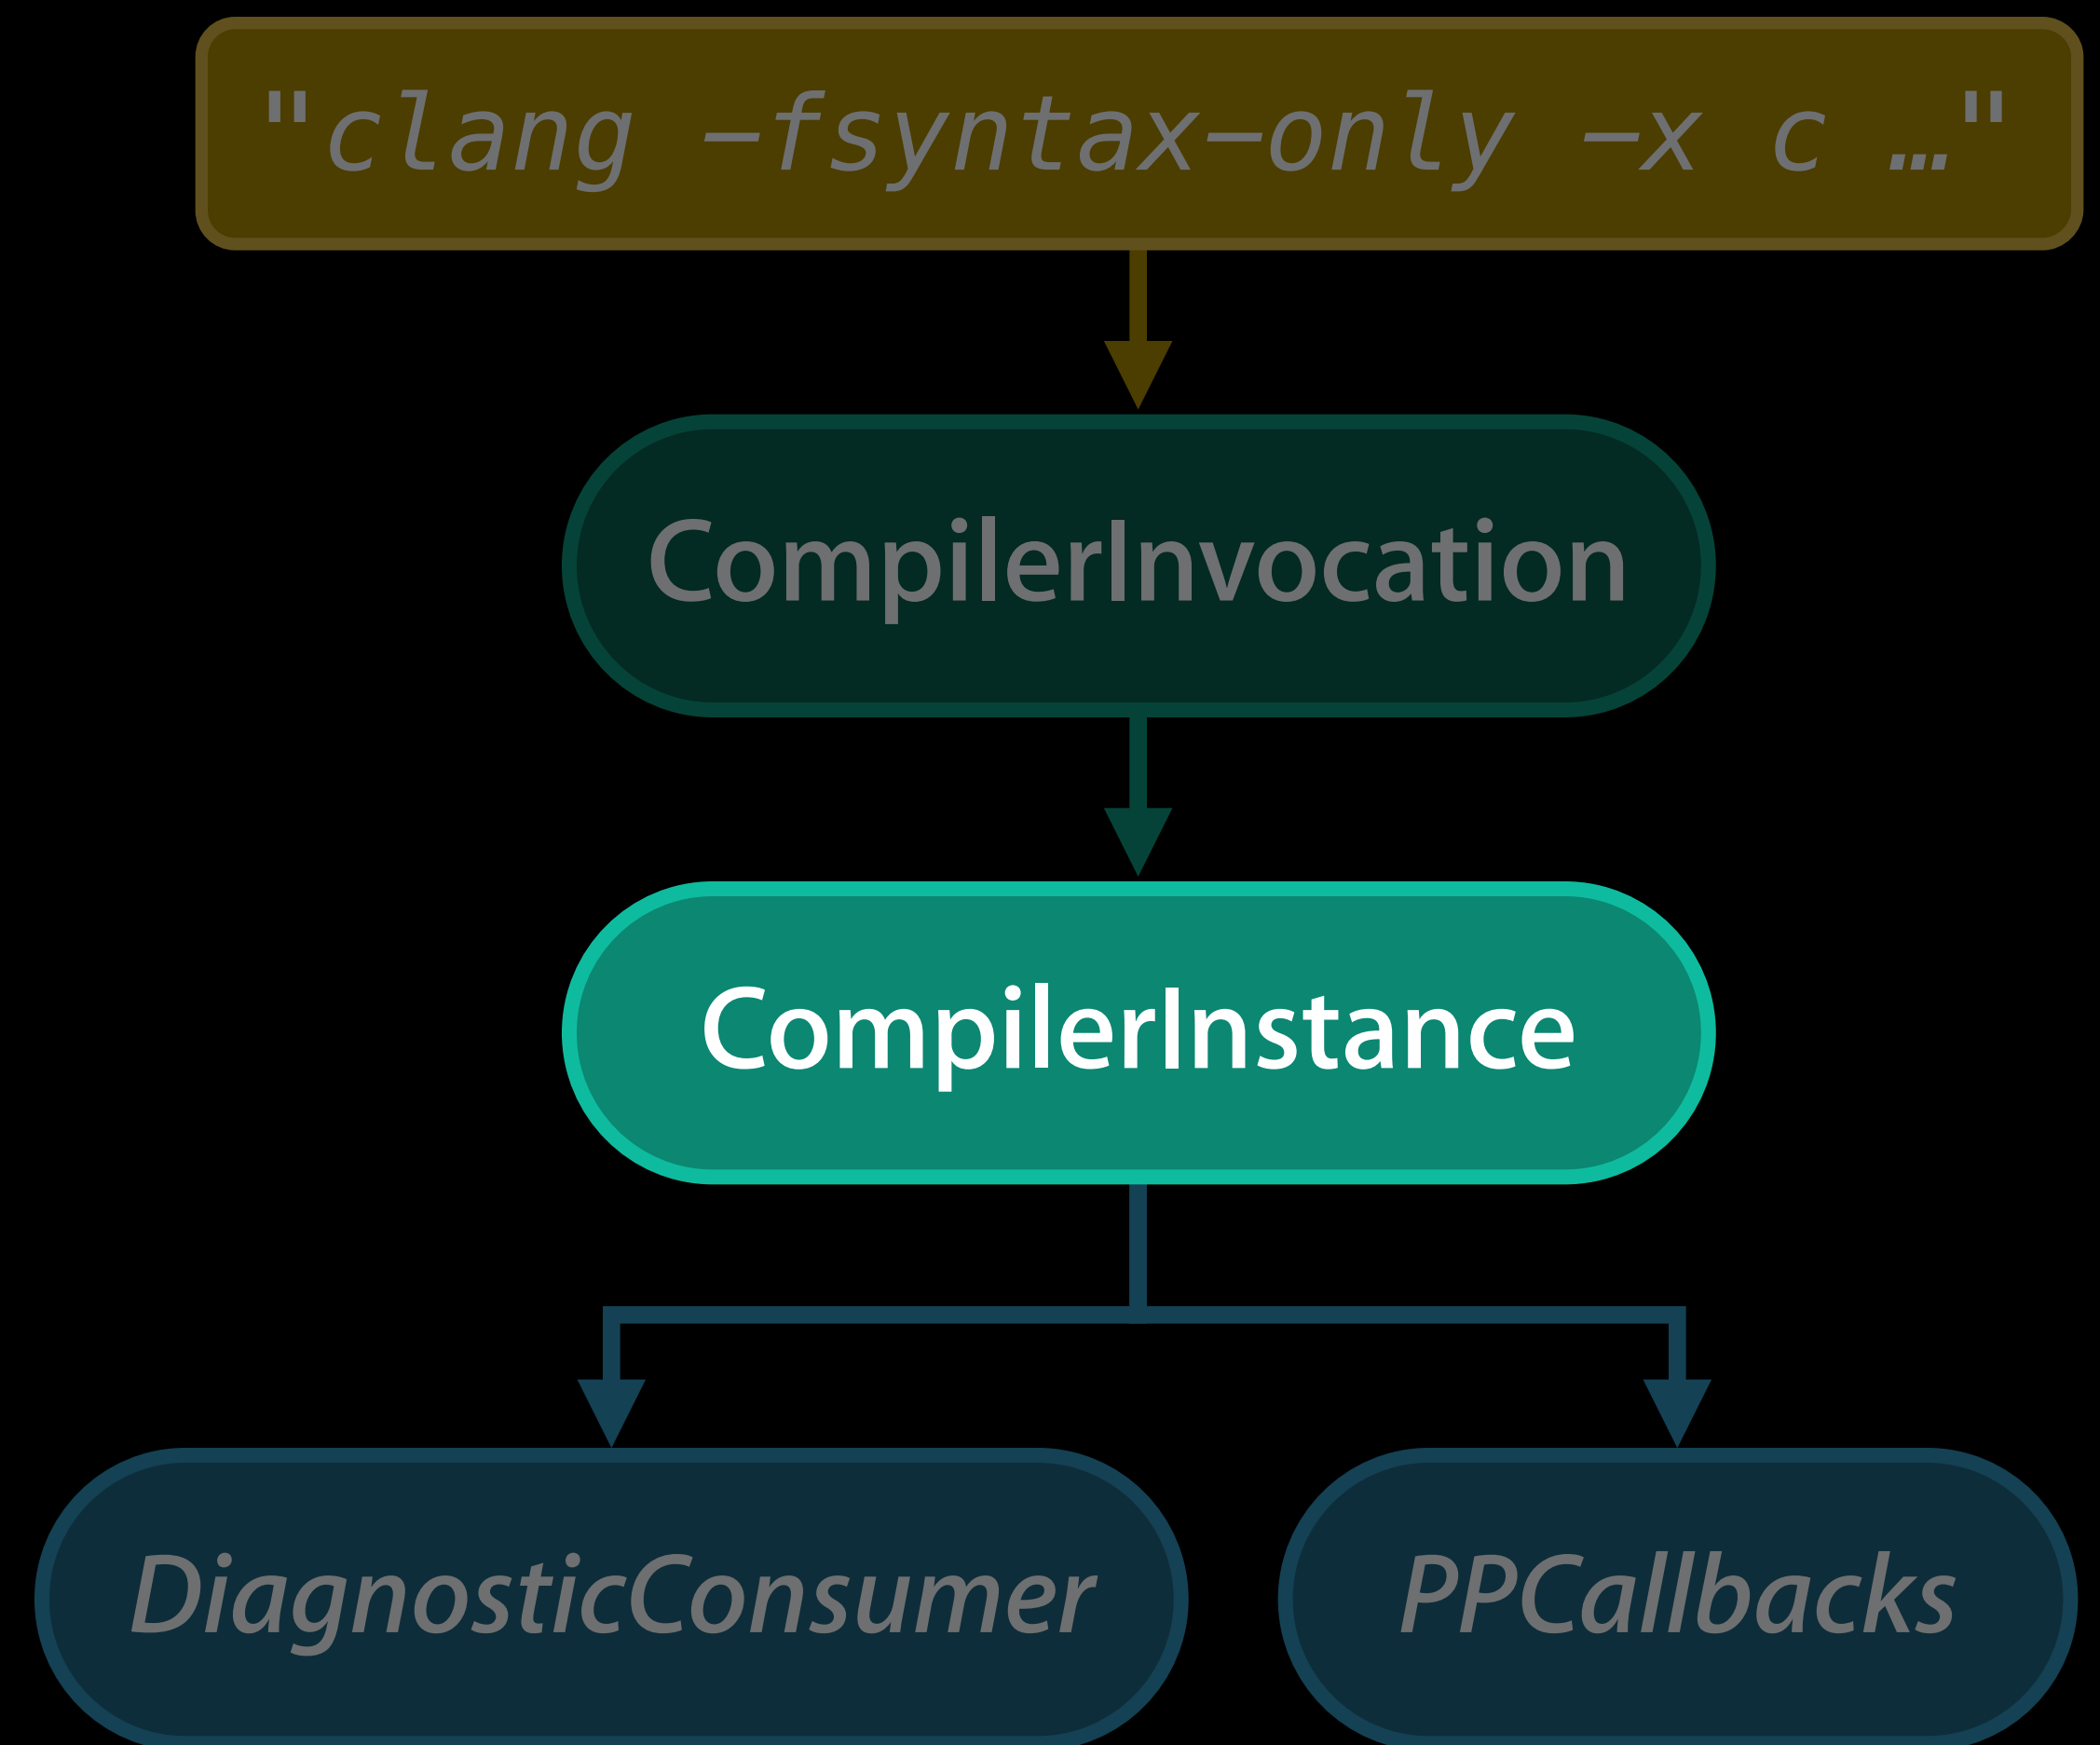 "clang –fsyntax–only –x c …"
CompilerInvocation
CompilerInstance
DiagnosticConsumer
PPCallbacks